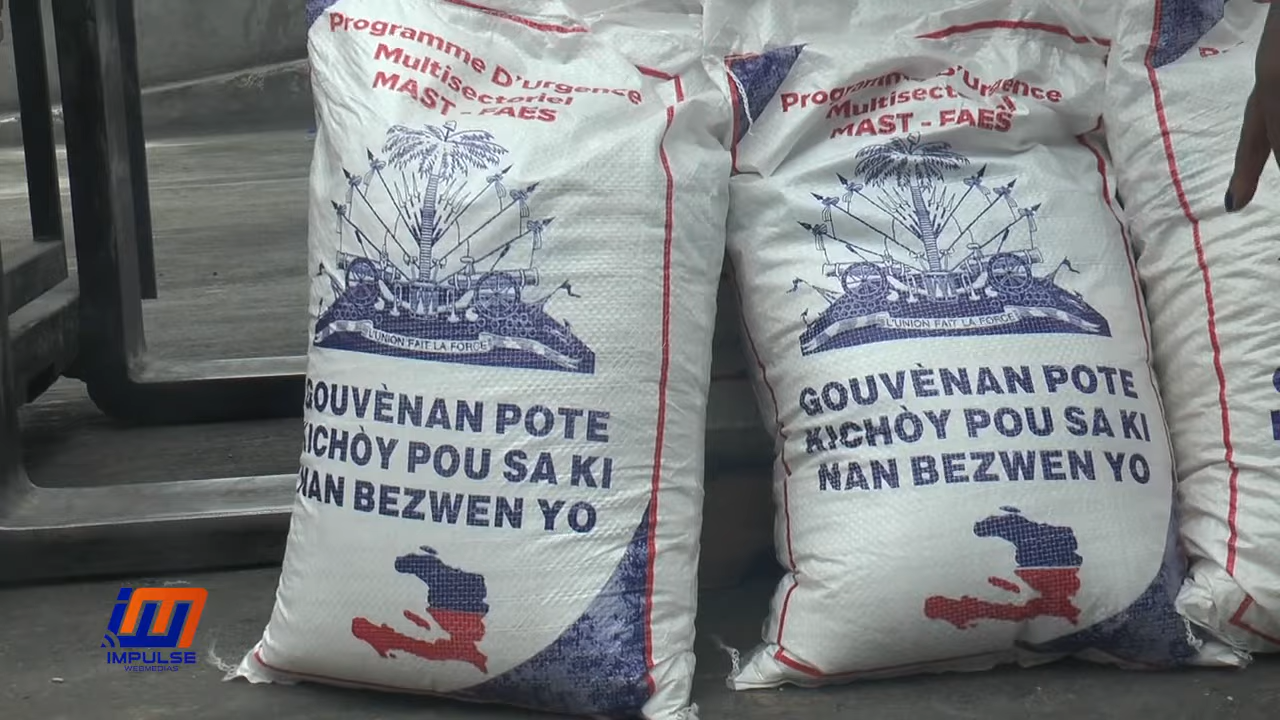 Programme D'urgence
Multisectoriel
MAST - FAES
L'UNION FAIT LA FORCE
GOUVÈNAN POTE
KICHÒY POU SA KI
NAN BEZWEN YO
Programme D'urgence
Multisectoriel
MAST - FAES
L'UNION FAIT LA FORCE
GOUVÈNAN POTE
KICHÒY POU SA KI
NAN BEZWEN YO
IM
IMPULSE
WEBMEDIAS